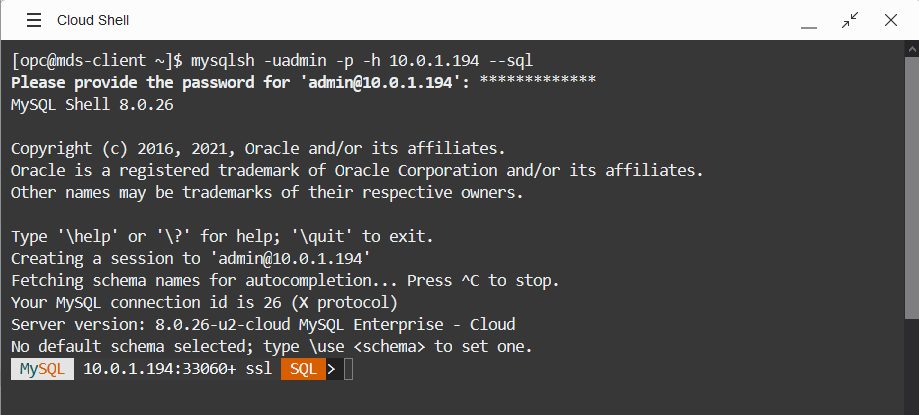 Cloud Shell
[opc@mds-client ~]$ mysqlsh -uadmin -p -h 10.0.1.194 --sql
Please provide the password for 'admin@10.0.1.194': *************
MySQL Shell 8.0.26
Copyright (c) 2016, 2021, Oracle and/or its affiliates.
Oracle is a registered trademark of Oracle Corporation and/or its affiliates.
Other names may be trademarks of their respective owners.
Type '\help' or '\?' for help; '\quit' to exit.
Creating a session to 'admin@10.0.1.194'
Fetching schema names for autocompletion... Press ^C to stop.
Your MySQL connection id is 26 (X protocol)
Server version: 8.0.26-u2-cloud MySQL Enterprise - Cloud
No default schema selected; type \use <schema> to set one.
MySQL 10.0.1.194:33060+ ssl SQL >